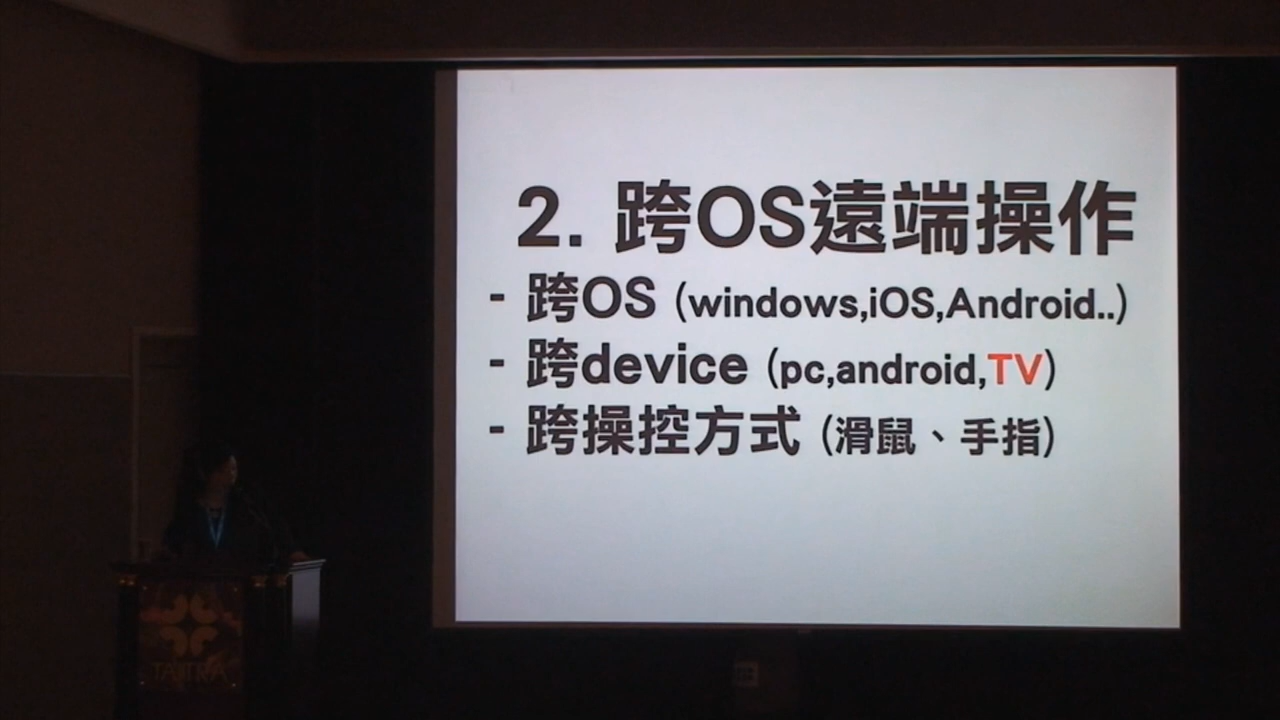 2. 跨OS遠端操作
- 跨OS (windows,iOS,Android..)
- 跨device (pc,android,TV)
- 跨操控方式 (滑鼠、手指)